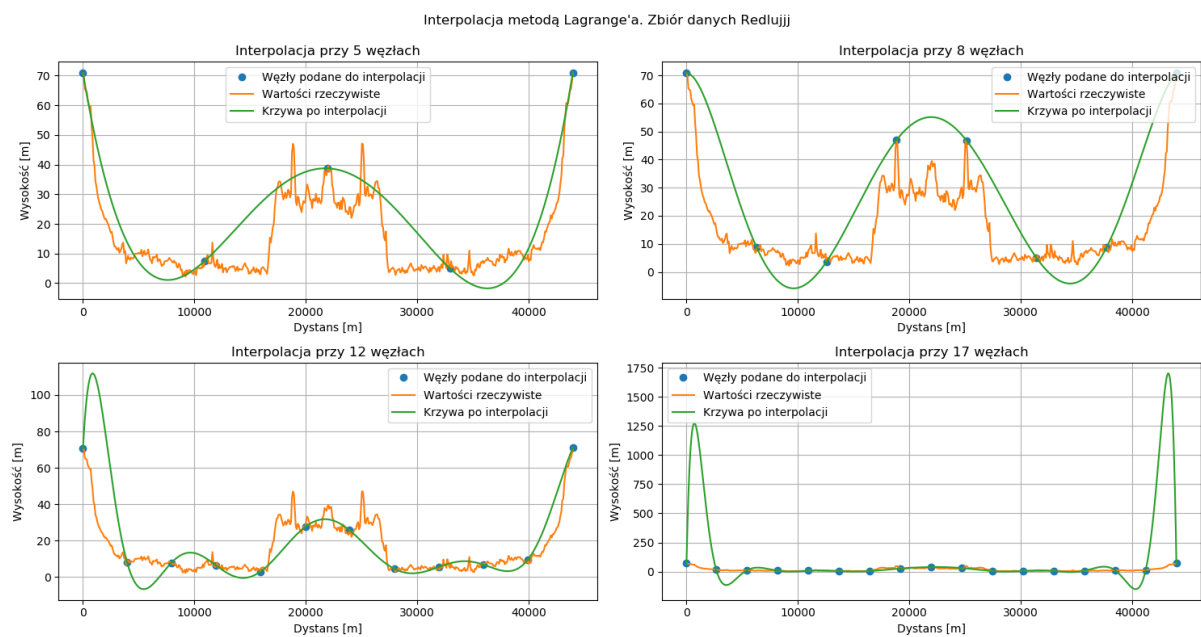 Interpolacja metodą Lagrange'a. Zbiór danych Redlujjj
Interpolacja przy 5 węzłach
Węzły podane do interpolacji
Wartości rzeczywiste
Krzywa po interpolacji
Wysokość [m]
70
60
50
40
30
20
10
0
0
10000
20000
30000
40000
Dystans [m]
Interpolacja przy 8 węzłach
Węzły podane do interpolacji
Wartości rzeczywiste
Krzywa po interpolacji
Wysokość [m]
70
60
50
40
30
20
10
0
0
10000
20000
30000
40000
Dystans [m]
Interpolacja przy 12 węzłach
Węzły podane do interpolacji
Wartości rzeczywiste
Krzywa po interpolacji
Wysokość [m]
100
80
60
40
20
0
0
10000
20000
30000
40000
Dystans [m]
Interpolacja przy 17 węzłach
Węzły podane do interpolacji
Wartości rzeczywiste
Krzywa po interpolacji
Wysokość [m]
1750
1500
1250
1000
750
500
250
0
0
10000
20000
30000
40000
Dystans [m]